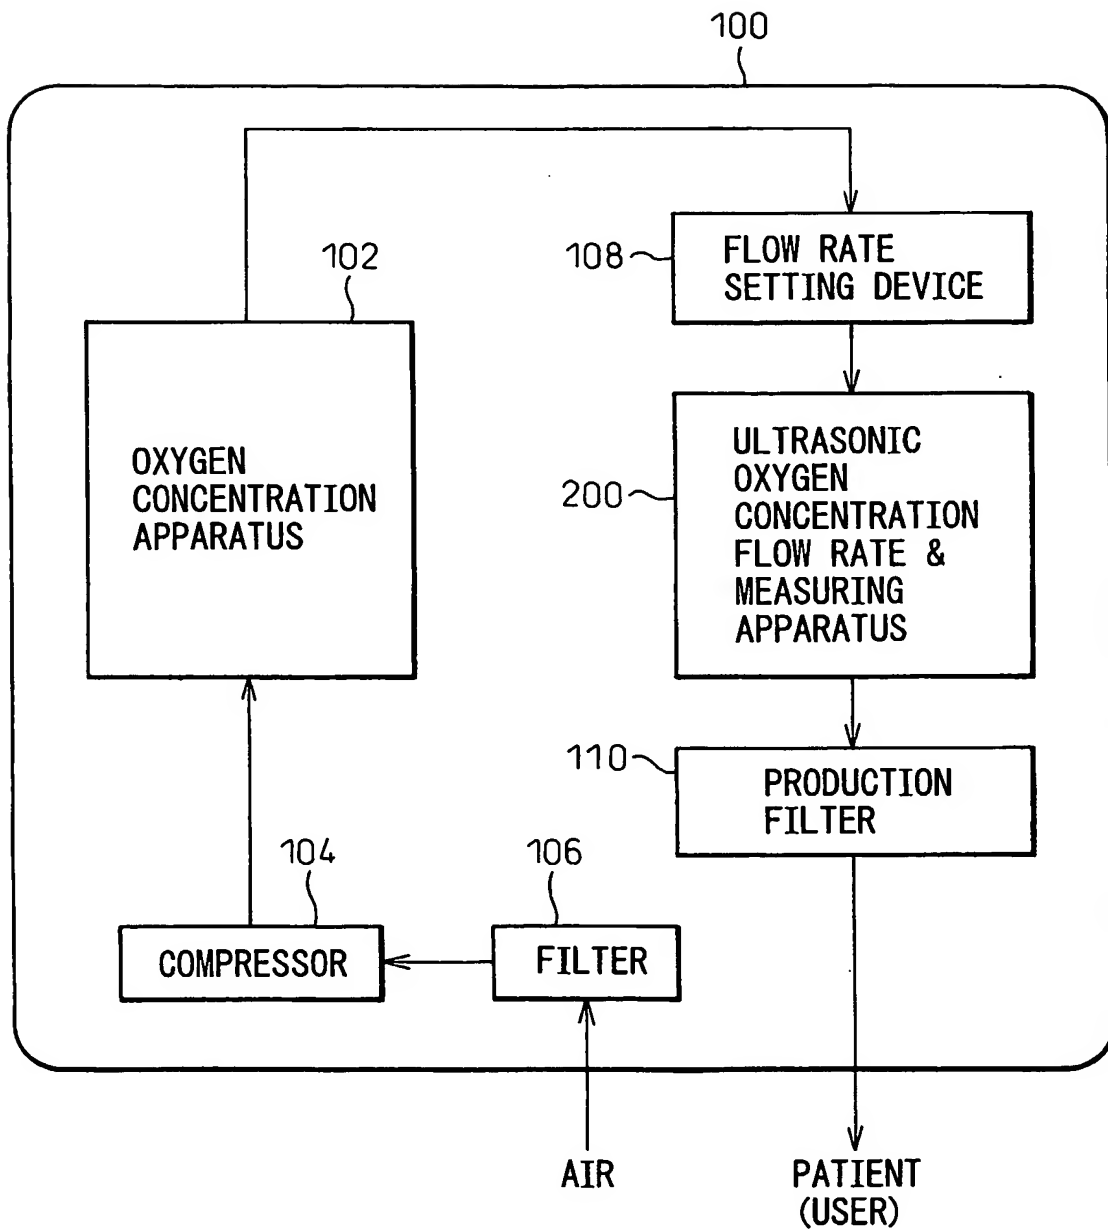 100
102
108
FLOW RATE
SETTING DEVICE
OXYGEN
CONCENTRATION
APPARATUS
200
ULTRASONIC
OXYGEN
CONCENTRATION
FLOW RATE &
MEASURING
APPARATUS
110
PRODUCTION
FILTER
104
106
COMPRESSOR
FILTER
AIR
PATIENT
(USER)